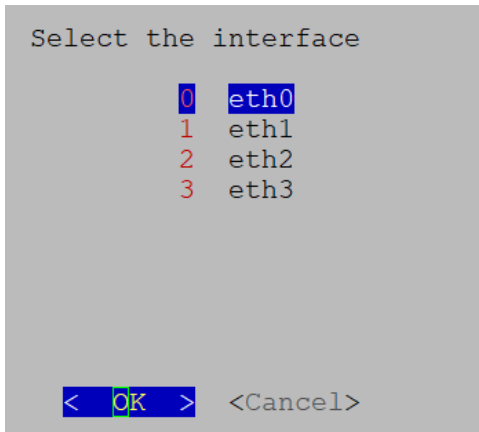 Select the interface
0 eth0
1 eth1
2 eth2
3 eth3
< OK > <Cancel>